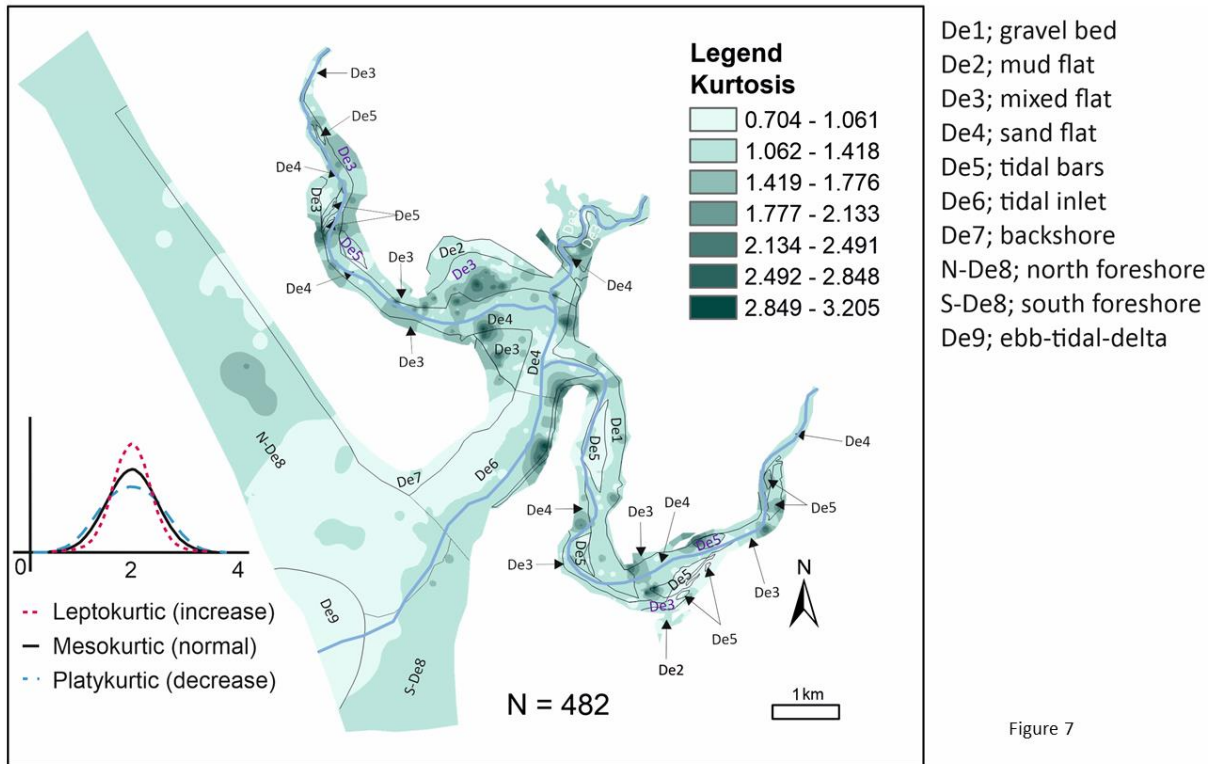 Legend
Kurtosis
0.704 - 1.061
1.062 - 1.418
1.419 - 1.776
1.777 - 2.133
2.134 - 2.491
2.492 - 2.848
2.849 - 3.205
De1; gravel bed
De2; mud flat
De3; mixed flat
De4; sand flat
De5; tidal bars
De6; tidal inlet
De7; backshore
N-De8; north foreshore
S-De8; south foreshore
De9; ebb-tidal-delta
De3
De5
De3
De4
De3
De5
De5
De4
De3
De2
De3
De4
De3
De4
De3
De3
De4
N-De8
De7
De6
De1
De5
De4
De3
De5
De3
De4
De5
De5
De3
De5
De2
De4
De5
De3
De9
S-De8
0
2
4
Leptokurtic (increase)
Mesokurtic (normal)
Platykurtic (decrease)
N = 482
N
1km
Figure 7